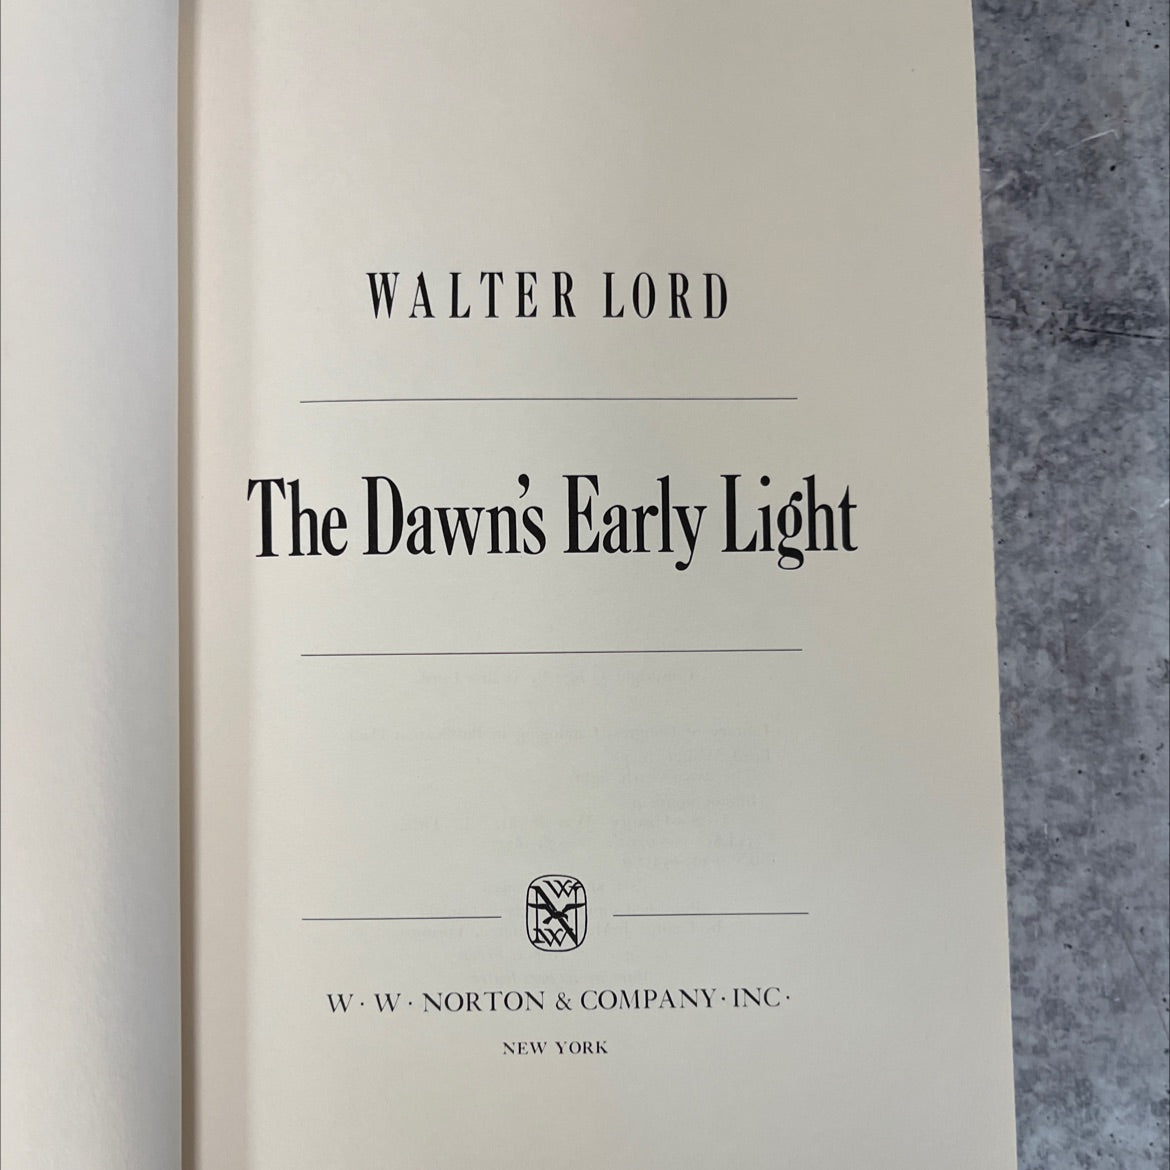 WALTER LORD
The Dawn's Early Light
W · W · NORTON & COMPANY · INC ·
NEW YORK